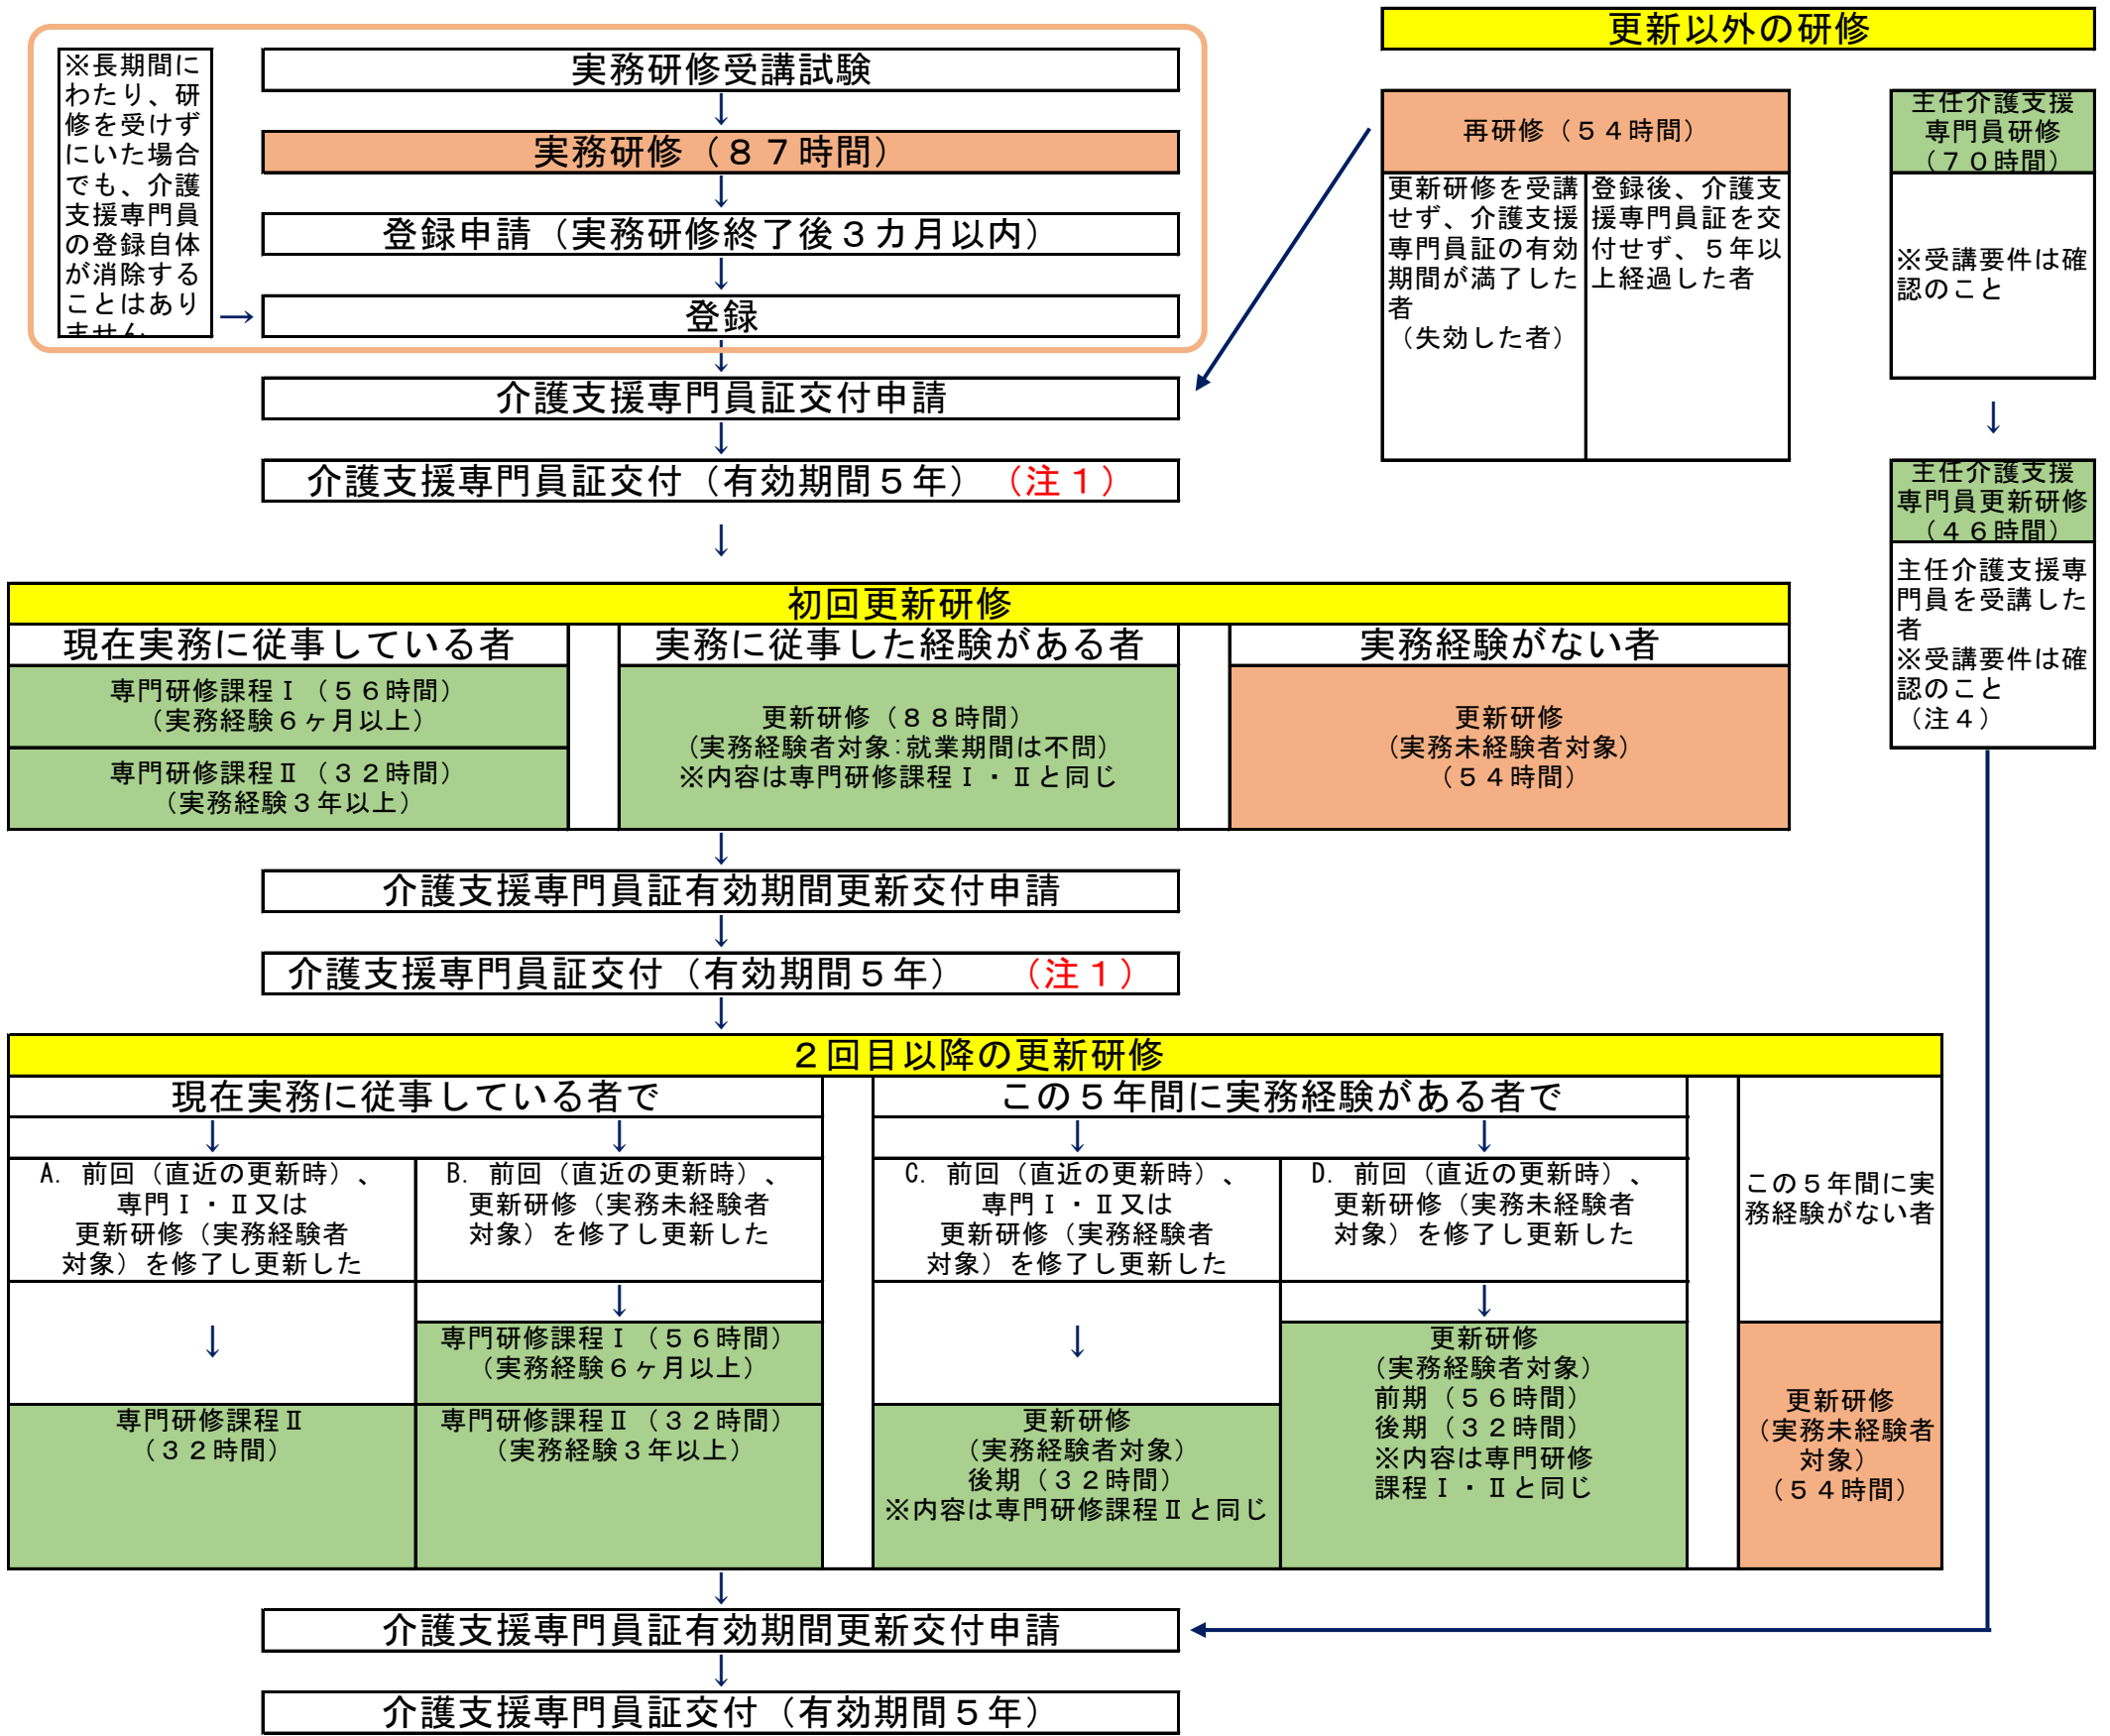 更新以外の研修
※長期間に
わたり、研
修を受けず
にいた場合
でも、介護
支援専門員
の登録自体
が消除する
ことはあり
ません
→
実務研修受講試験
↓
実務研修（８７時間）
↓
登録申請（実務研修終了後３カ月以内）
↓
登録
↓
介護支援専門員証交付申請
↓
介護支援専門員証交付（有効期間５年）（注１）
↓
再研修（５４時間）
更新研修を受講
せず、介護支援
専門員証の有効
期間が満了した
者
（失効した者）
登録後、介護支
援専門員証を交
付せず、５年以
上経過した者
主任介護支援
専門員研修
（７０時間）
※受講要件は確
認のこと
↓
主任介護支援
専門員更新研修
（４６時間）
主任介護支援専
門員を受講した
者
※受講要件は確
認のこと
（注４）
初回更新研修
現在実務に従事している者
専門研修課程Ⅰ（５６時間）
（実務経験６ヶ月以上）
専門研修課程Ⅱ（３２時間）
（実務経験３年以上）
実務に従事した経験がある者
更新研修（８８時間）
（実務経験者対象:就業期間は不問）
※内容は専門研修課程Ⅰ・Ⅱと同じ
実務経験がない者
更新研修
（実務未経験者対象）
（５４時間）
↓
介護支援専門員証有効期間更新交付申請
↓
介護支援専門員証交付（有効期間５年）　（注１）
↓
２回目以降の更新研修
現在実務に従事している者で
↓
A. 前回（直近の更新時）、
専門Ⅰ・Ⅱ又は
更新研修（実務経験者
対象）を修了し更新した
↓
専門研修課程Ⅱ
（３２時間）
↓
B. 前回（直近の更新時）、
更新研修（実務未経験者
対象）を修了し更新した
↓
専門研修課程Ⅰ（５６時間）
（実務経験６ヶ月以上）
専門研修課程Ⅱ（３２時間）
（実務経験３年以上）
この５年間に実務経験がある者で
↓
C. 前回（直近の更新時）、
専門Ⅰ・Ⅱ又は
更新研修（実務経験者
対象）を修了し更新した
↓
更新研修
（実務経験者対象）
後期（３２時間）
※内容は専門研修課程Ⅱと同じ
↓
D. 前回（直近の更新時）、
更新研修（実務未経験者
対象）を修了し更新した
↓
更新研修
（実務経験者対象）
前期（５６時間）
後期（３２時間）
※内容は専門研修
課程Ⅰ・Ⅱと同じ
この５年間に実
務経験がない者
更新研修
（実務未経験者
対象）
（５４時間）
↓
介護支援専門員証有効期間更新交付申請
↓
介護支援専門員証交付（有効期間５年）